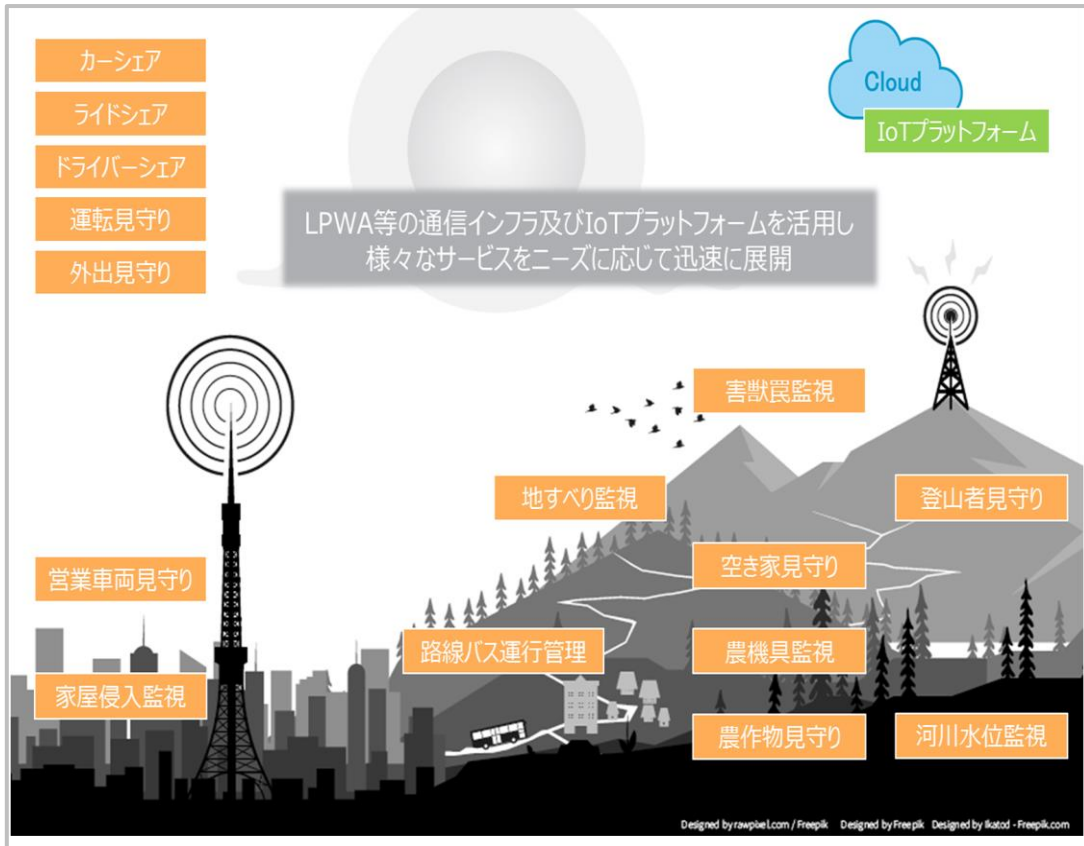 カーシェア
ライドシェア
ドライバーシェア
運転見守り
外出見守り
Cloud
IoTプラットフォーム
LPWA等の通信インフラ及びIoTプラットフォームを活用し
様々なサービスをニーズに応じて迅速に展開
害獣罠監視
地すべり監視
登山者見守り
営業車両見守り
空き家見守り
路線バス運行管理
農機具監視
家屋侵入監視
農作物見守り
河川水位監視
Designed by rawpixel.com / Freepik Designed by Freepik Designed by Ikatod - Freepik.com